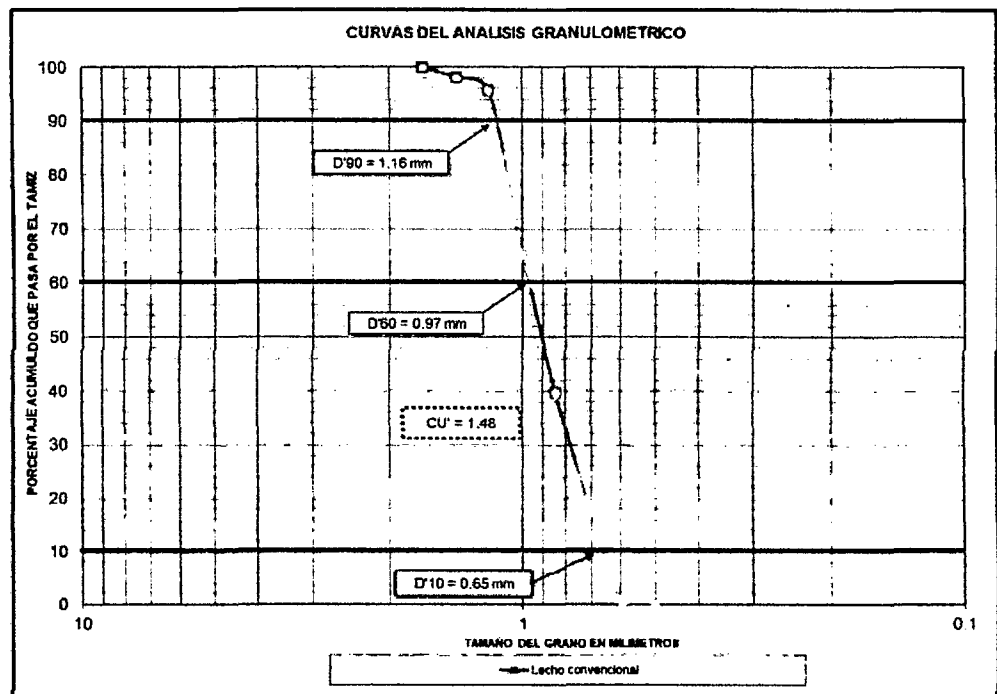 CURVAS DEL ANALISIS GRANULOMETRICO
PORCENTAJE ACUMULDO QUE PASA POR EL TAMIZ
100
90
80
70
60
50
40
30
20
10
0
D'90 = 1.16 mm
D'60 = 0.97 mm
CU' = 1.48
D'10 = 0.65 mm
10
1
0.1
TAMAÑO DEL GRANO EN MILIMETROS
Lecho convencional